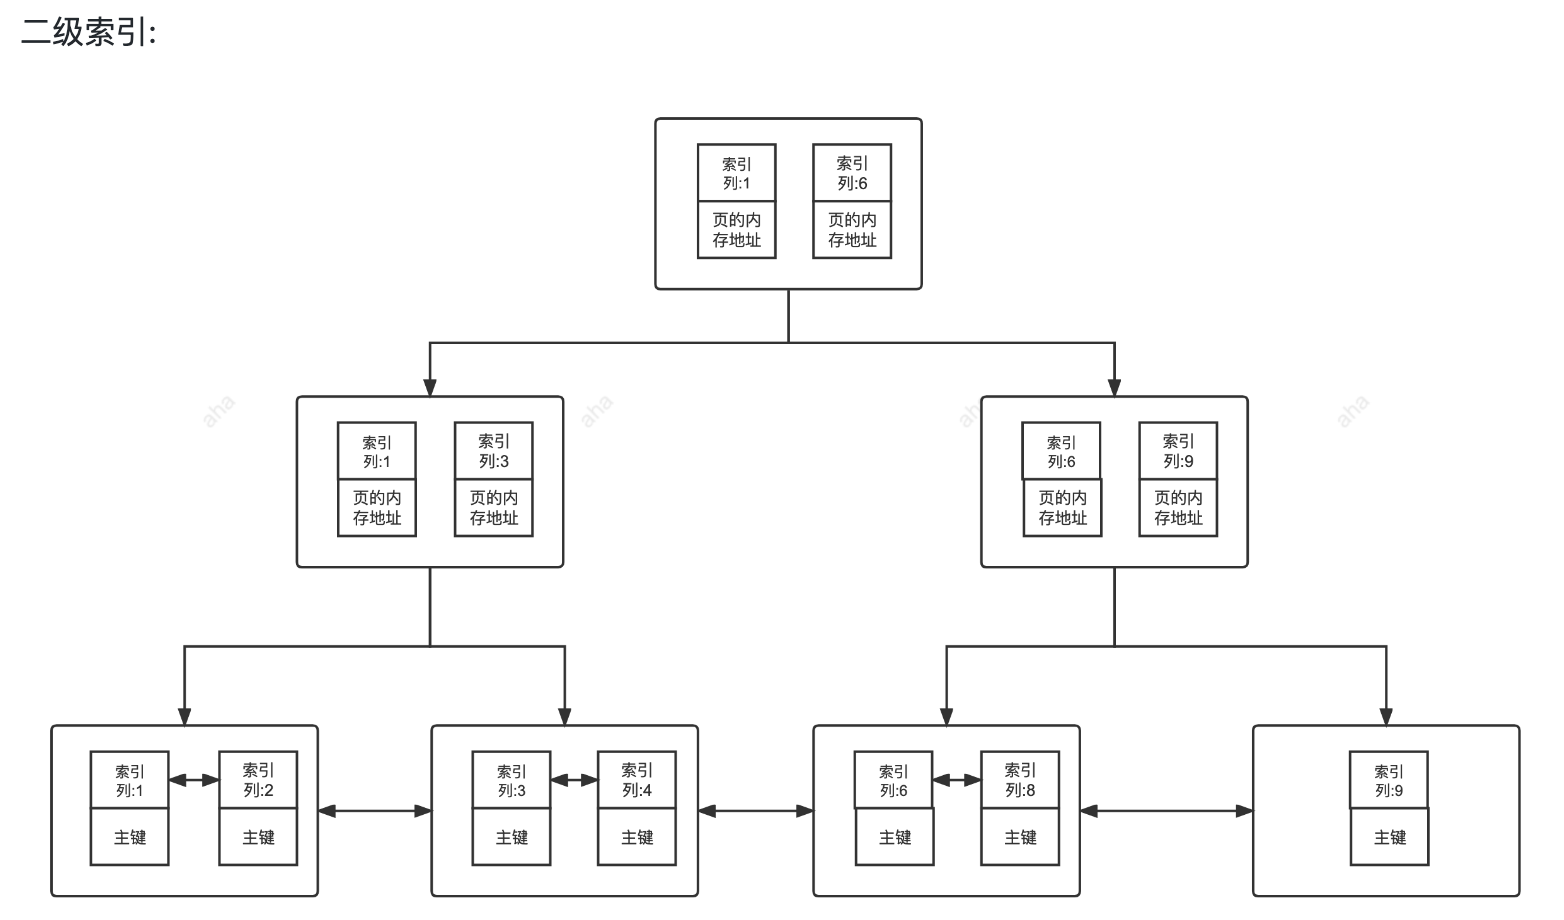 二级索引:
索引
列:1
页的内
存地址
索引
列:6
页的内
存地址
索引
列:1
页的内
存地址
索引
列:3
页的内
存地址
索引
列:6
页的内
存地址
索引
列:9
页的内
存地址
aha
aha
aha
aha
索引
列:1
主键
索引
列:2
主键
索引
列:3
主键
索引
列:4
主键
索引
列:6
主键
索引
列:8
主键
索引
列:9
主键